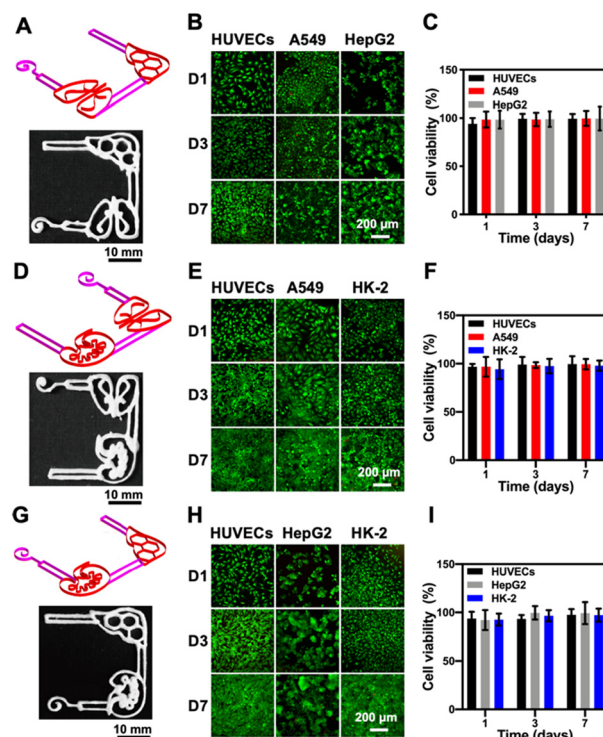 A
10 mm
B
HUVECs A549 HepG2
D1
D3
D7
200 µm
C
Cell viability (%)
150
100
50
0
HUVECs
A549
HepG2
1 3 7
Time (days)
D
10 mm
E
HUVECs A549 HK-2
D1
D3
D7
200 µm
F
Cell viability (%)
150
100
50
0
HUVECs
A549
HK-2
1 3 7
Time (days)
G
10 mm
H
HUVECs HepG2 HK-2
D1
D3
D7
200 µm
I
Cell viability (%)
150
100
50
0
HUVECs
HepG2
HK-2
1 3 7
Time (days)